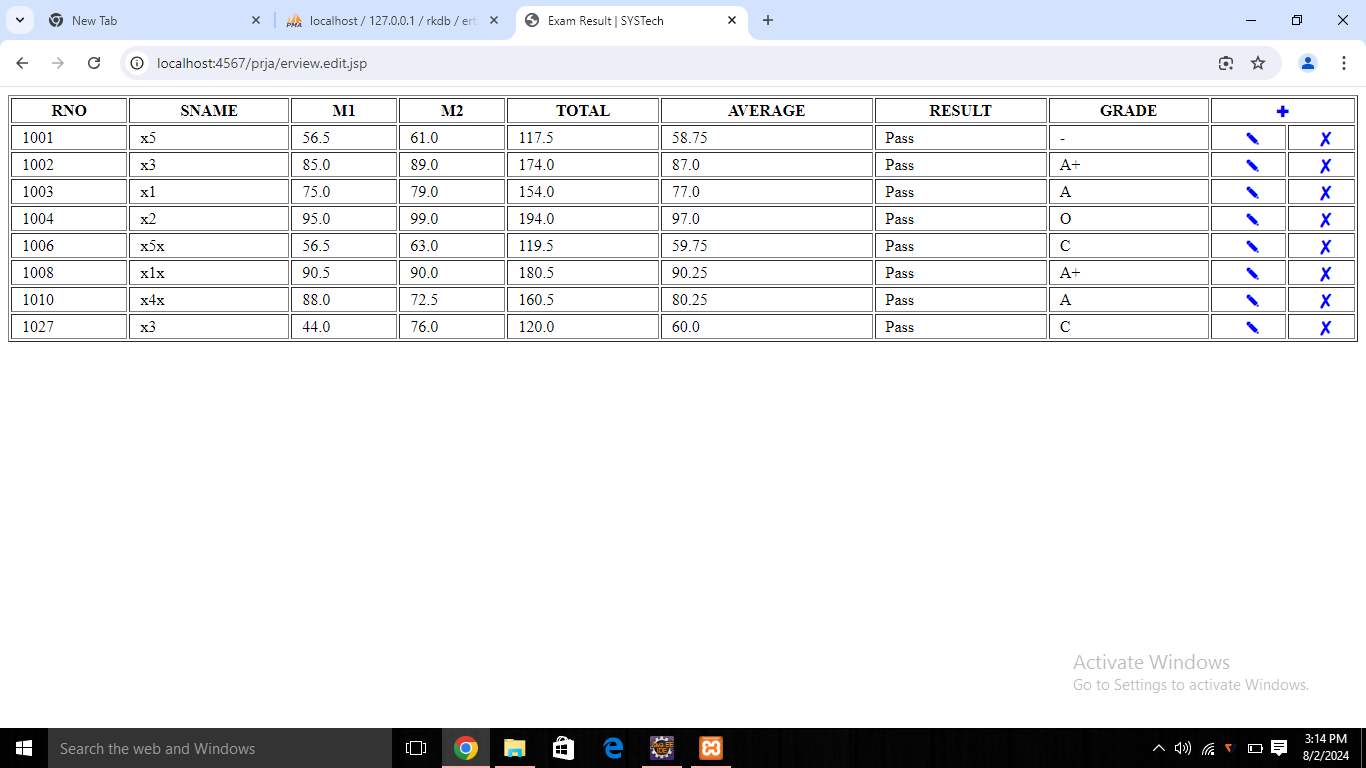 New Tab
localhost / 127.0.0.1 / rkdb / ert
Exam Result | SYSTech
localhost:4567/prja/erview.edit.jsp
RNO SNAME M1 M2 TOTAL AVERAGE RESULT GRADE
1001 x5 56.5 61.0 117.5 58.75 Pass -
1002 x3 85.0 89.0 174.0 87.0 Pass A+
1003 x1 75.0 79.0 154.0 77.0 Pass A
1004 x2 95.0 99.0 194.0 97.0 Pass O
1006 x5x 56.5 63.0 119.5 59.75 Pass C
1008 x1x 90.5 90.0 180.5 90.25 Pass A+
1010 x4x 88.0 72.5 160.5 80.25 Pass A
1027 x3 44.0 76.0 120.0 60.0 Pass C
Activate Windows
Go to Settings to activate Windows.
Search the web and Windows
3:14 PM
8/2/2024